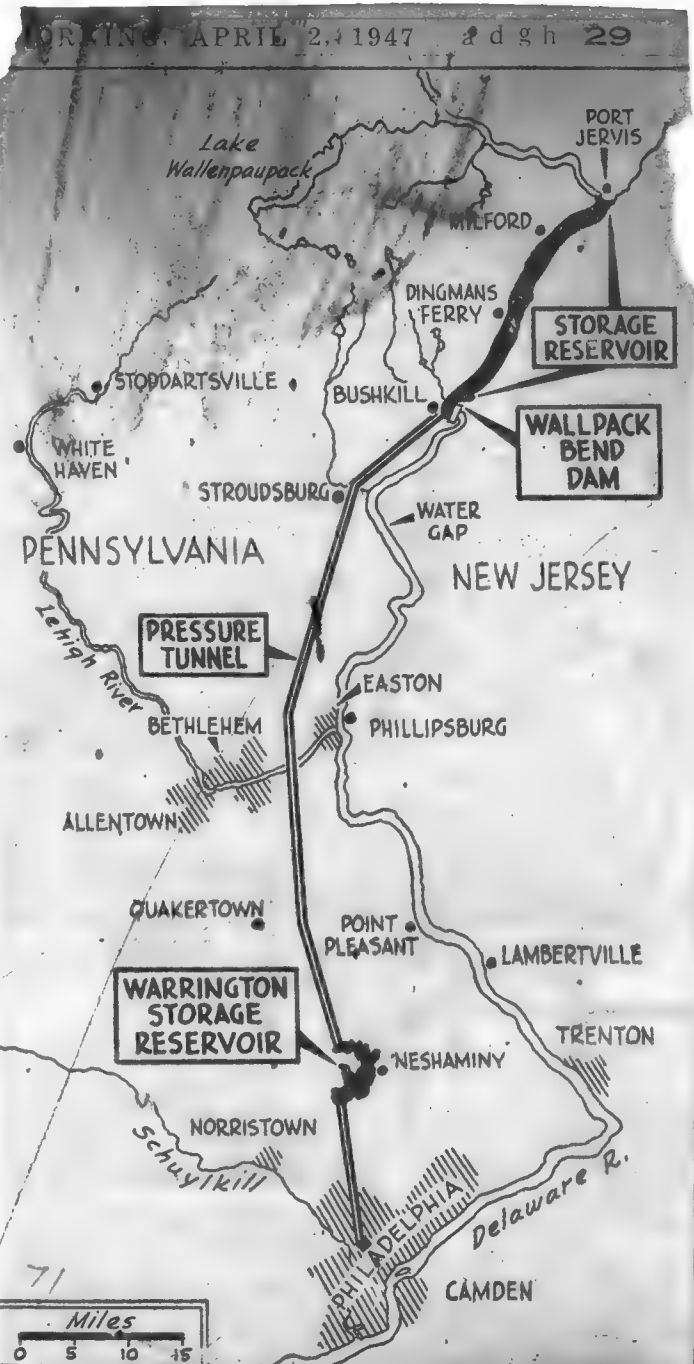 ORNING, APRIL 2, 1947 a d g h 29
PORT
JERVIS
Lake
Wallenpaupack
MILFORD
DINGMANS
FERRY
STORAGE
RESERVOIR
STODDARTSVILLE
BUSHKILL
WALLPACK
BEND
DAM
WHITE
HAVEN
STROUDSBURG
WATER
GAP
PENNSYLVANIA
NEW JERSEY
Lehigh River
PRESSURE
TUNNEL
EASTON
BETHLEHEM
PHILLIPSBURG
ALLENTOWN
QUAKERTOWN
POINT
PLEASANT
LAMBERTVILLE
WARRINGTON
STORAGE
RESERVOIR
TRENTON
NESHAMINY
NORRISTOWN
Schuylkill
PHILADELPHIA
Delaware R.
CAMDEN
71
Miles
0 5 10 15